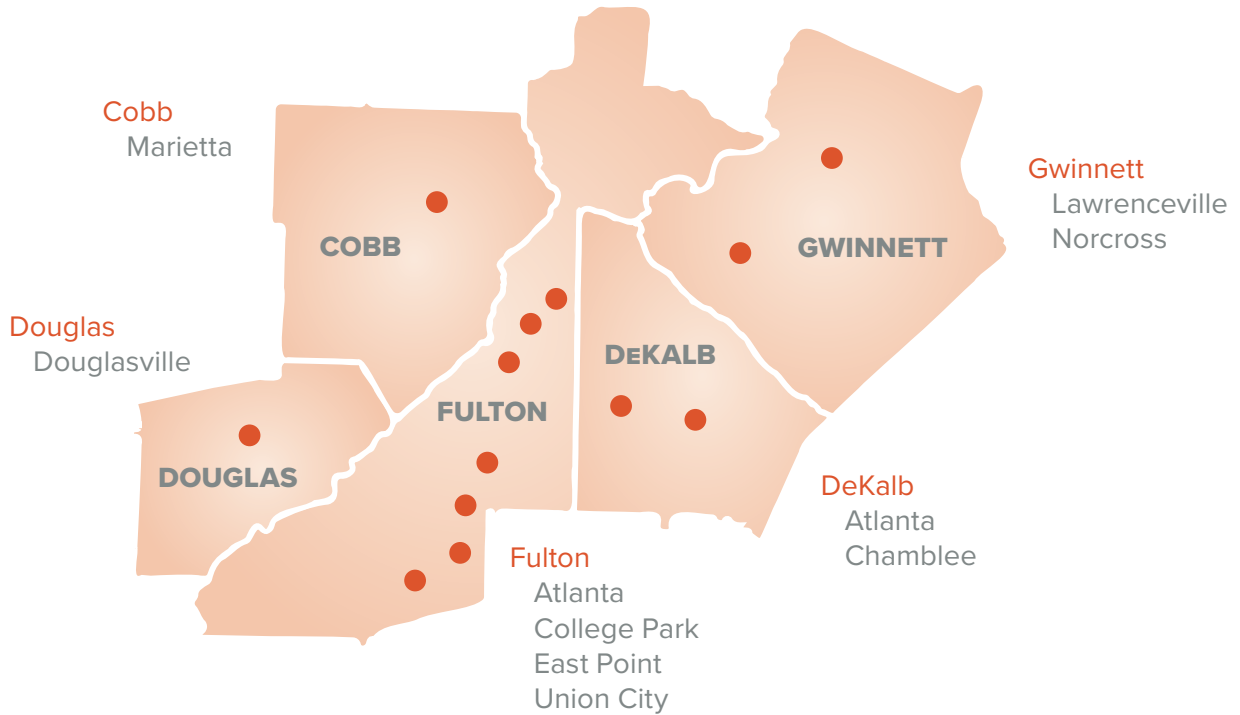 Cobb
Marietta
Gwinnett
Lawrenceville
Norcross
COBB
GWINNETT
Douglas
Douglasville
DEKALB
FULTON
DOUGLAS
DeKalb
Atlanta
Chamblee
Fulton
Atlanta
College Park
East Point
Union City